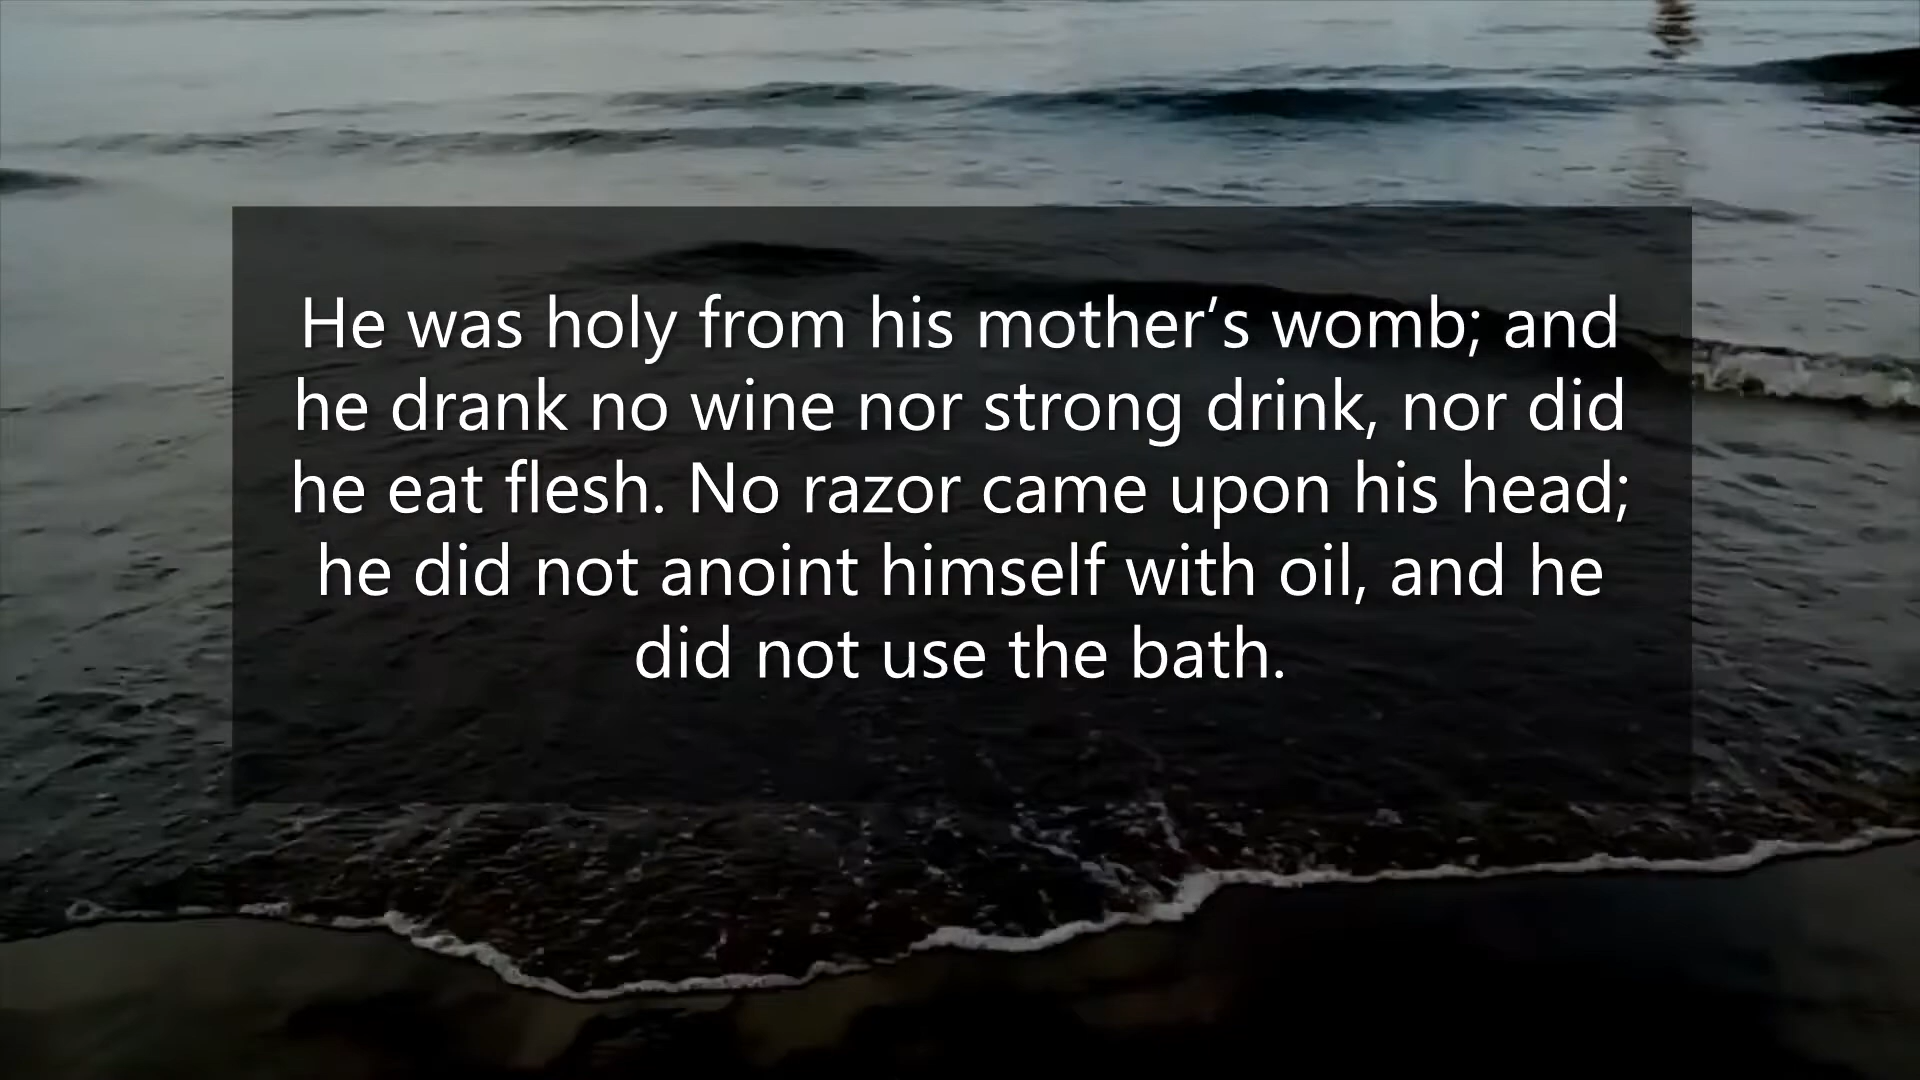 He was holy from his mother’s womb; and
he drank no wine nor strong drink, nor did
he eat flesh. No razor came upon his head;
he did not anoint himself with oil, and he
did not use the bath.